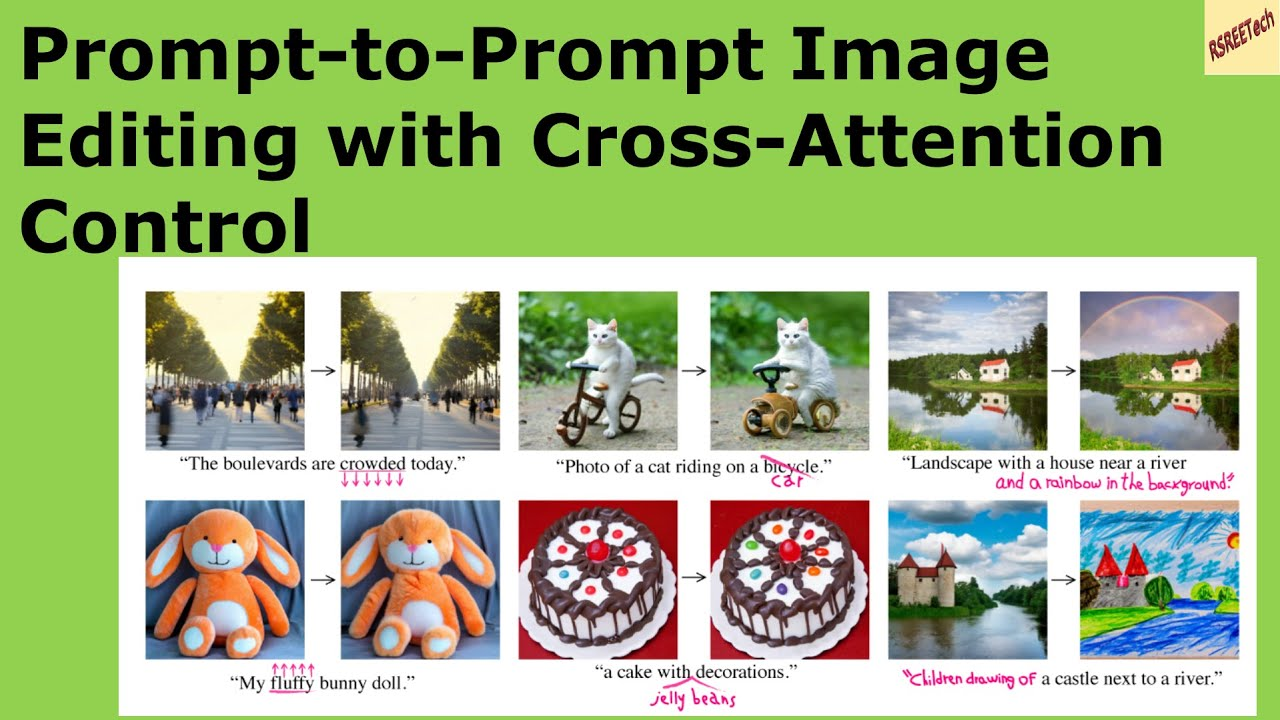 Prompt-to-Prompt Image
Editing with Cross-Attention
Control
RSREETech
“The boulevards are crowded today.”
“Photo of a cat riding on a bicycle.”
car
“Landscape with a house near a river
and a rainbow in the background.”
“My fluffy bunny doll.”
“a cake with decorations.”
jelly beans
“Children drawing of a castle next to a river.”